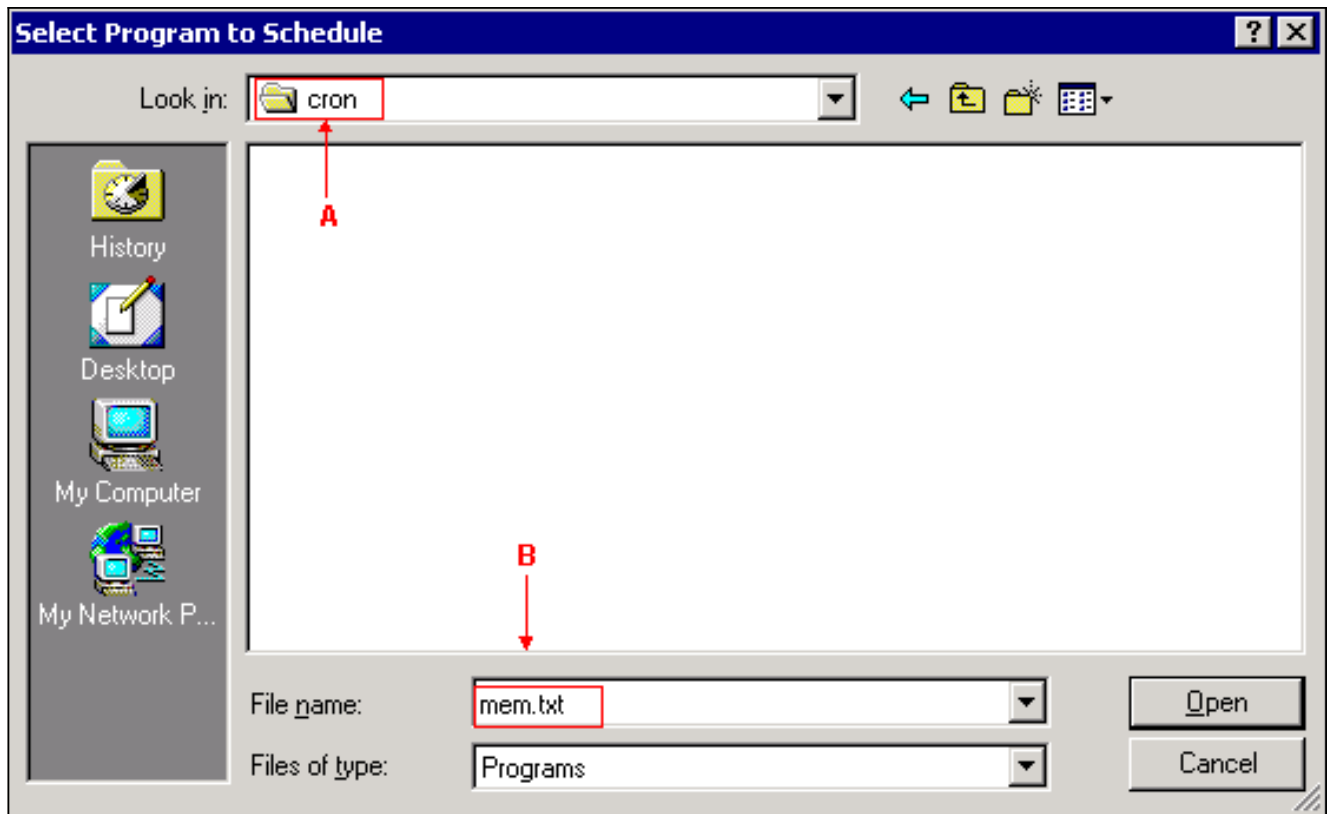 Select Program to Schedule
Look in: cron
A
History
Desktop
My Computer
My Network P...
B
File name: mem.txt Open
Files of type: Programs Cancel